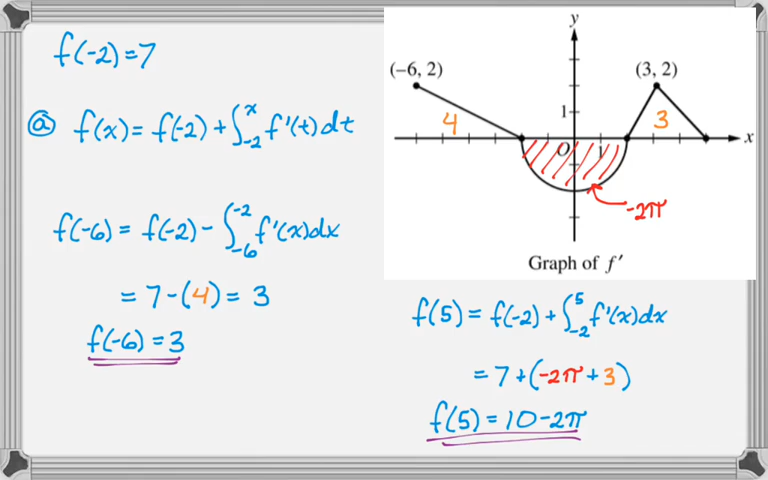 f(-2)=7
ⓐ f(x) = f(-2) + ∫_{-2}^{x} f'(t)dt
f(-6) = f(-2) - ∫_{-6}^{-2} f'(x)dx
= 7-(4) = 3
f(-6) = 3
y
(-6, 2)
(3, 2)
4
1
3
O
1
x
-2π
Graph of f'
f(5) = f(-2) + ∫_{-2}^{5} f'(x)dx
= 7+(-2π+3)
f(5) = 10-2π